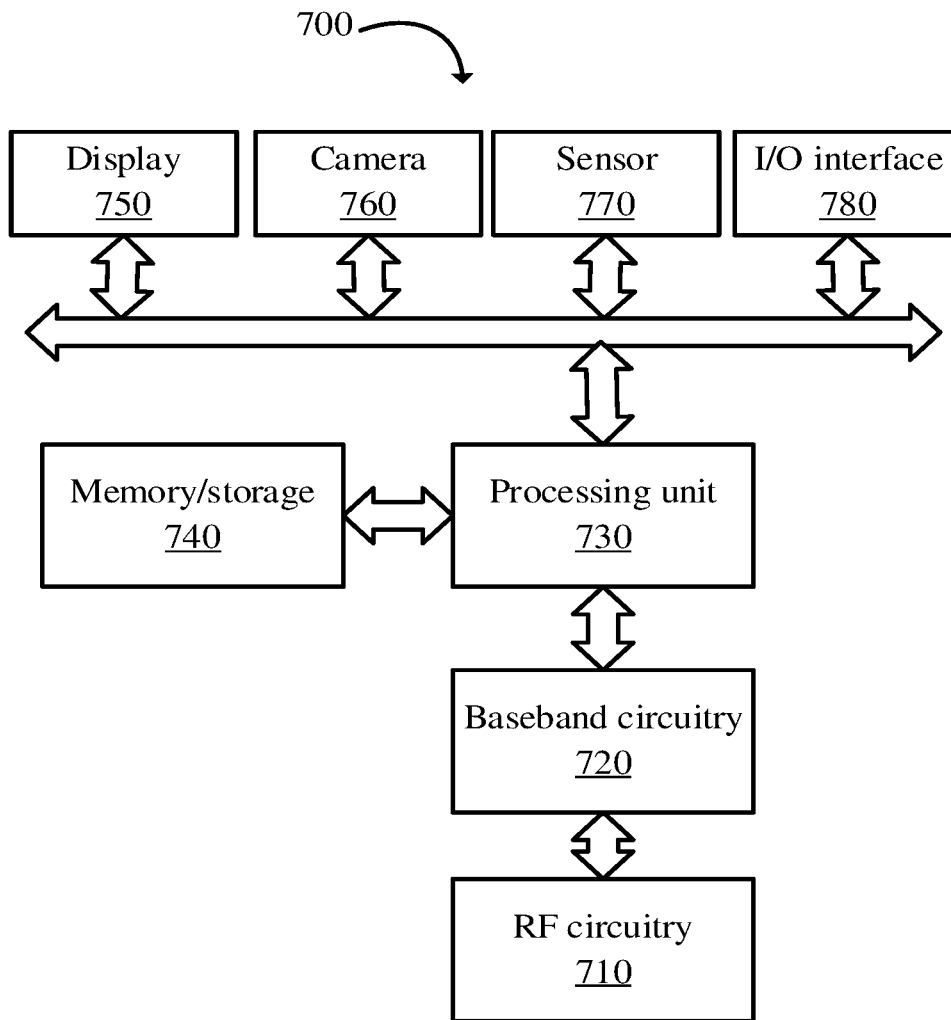 700
Display
750
Camera
760
Sensor
770
I/O interface
780
Memory/storage
740
Processing unit
730
Baseband circuitry
720
RF circuitry
710